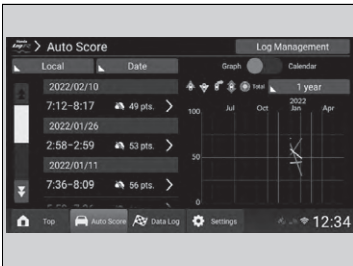 Honda LogR > Auto Score
Log Management
Local
Date
Graph
Calendar
2022/02/10
Total
1 year
7:12-8:17
49 pts.
2022/01/26
2:58-2:59
53 pts.
2022/01/11
7:36-8:09
56 pts.
Jul
Oct
2022
Jan
Apr
100
50
0
Top
Auto Score
Data Log
Settings
12:34